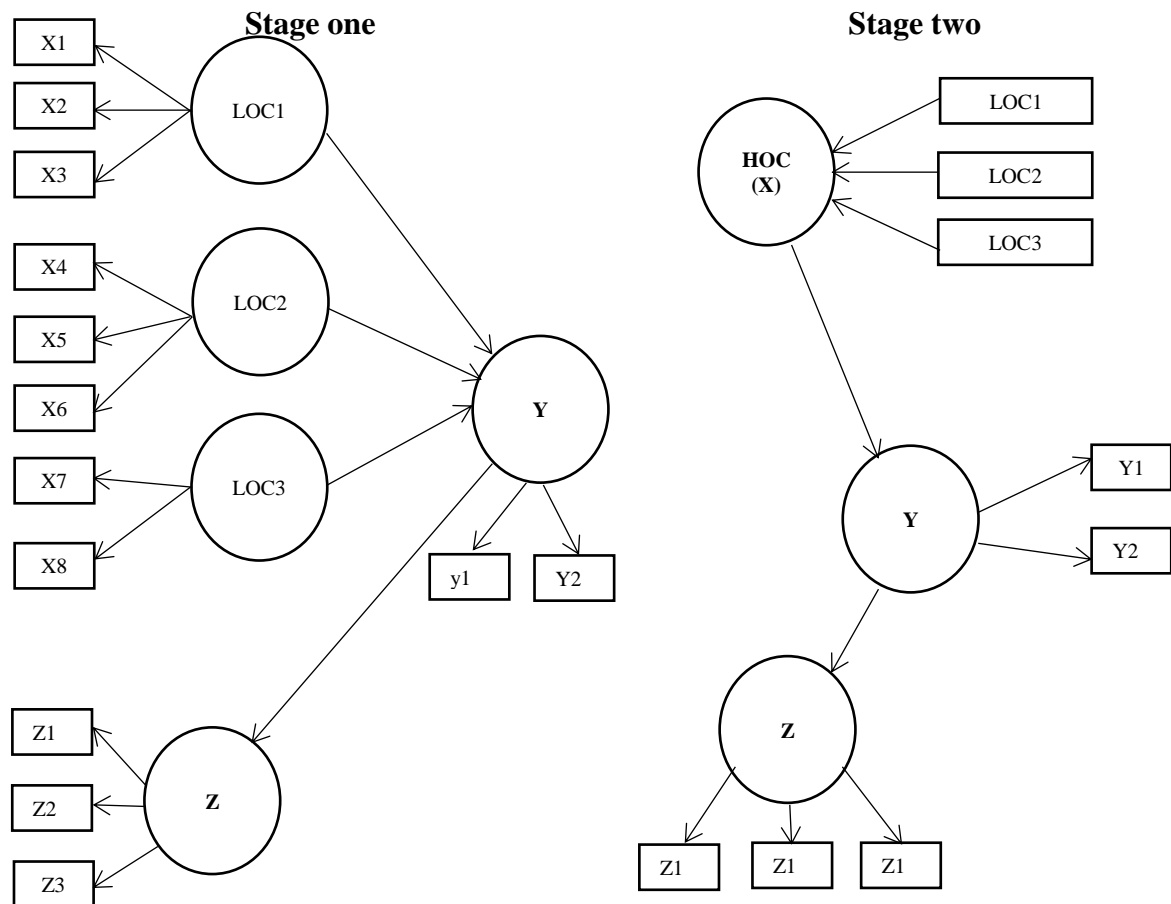 Stage one
X1
X2
X3
LOC1
X4
X5
X6
LOC2
X7
X8
LOC3
Y
y1
Y2
Z1
Z2
Z3
Z
Stage two
HOC
(X)
LOC1
LOC2
LOC3
Y
Y1
Y2
Z
Z1
Z1
Z1